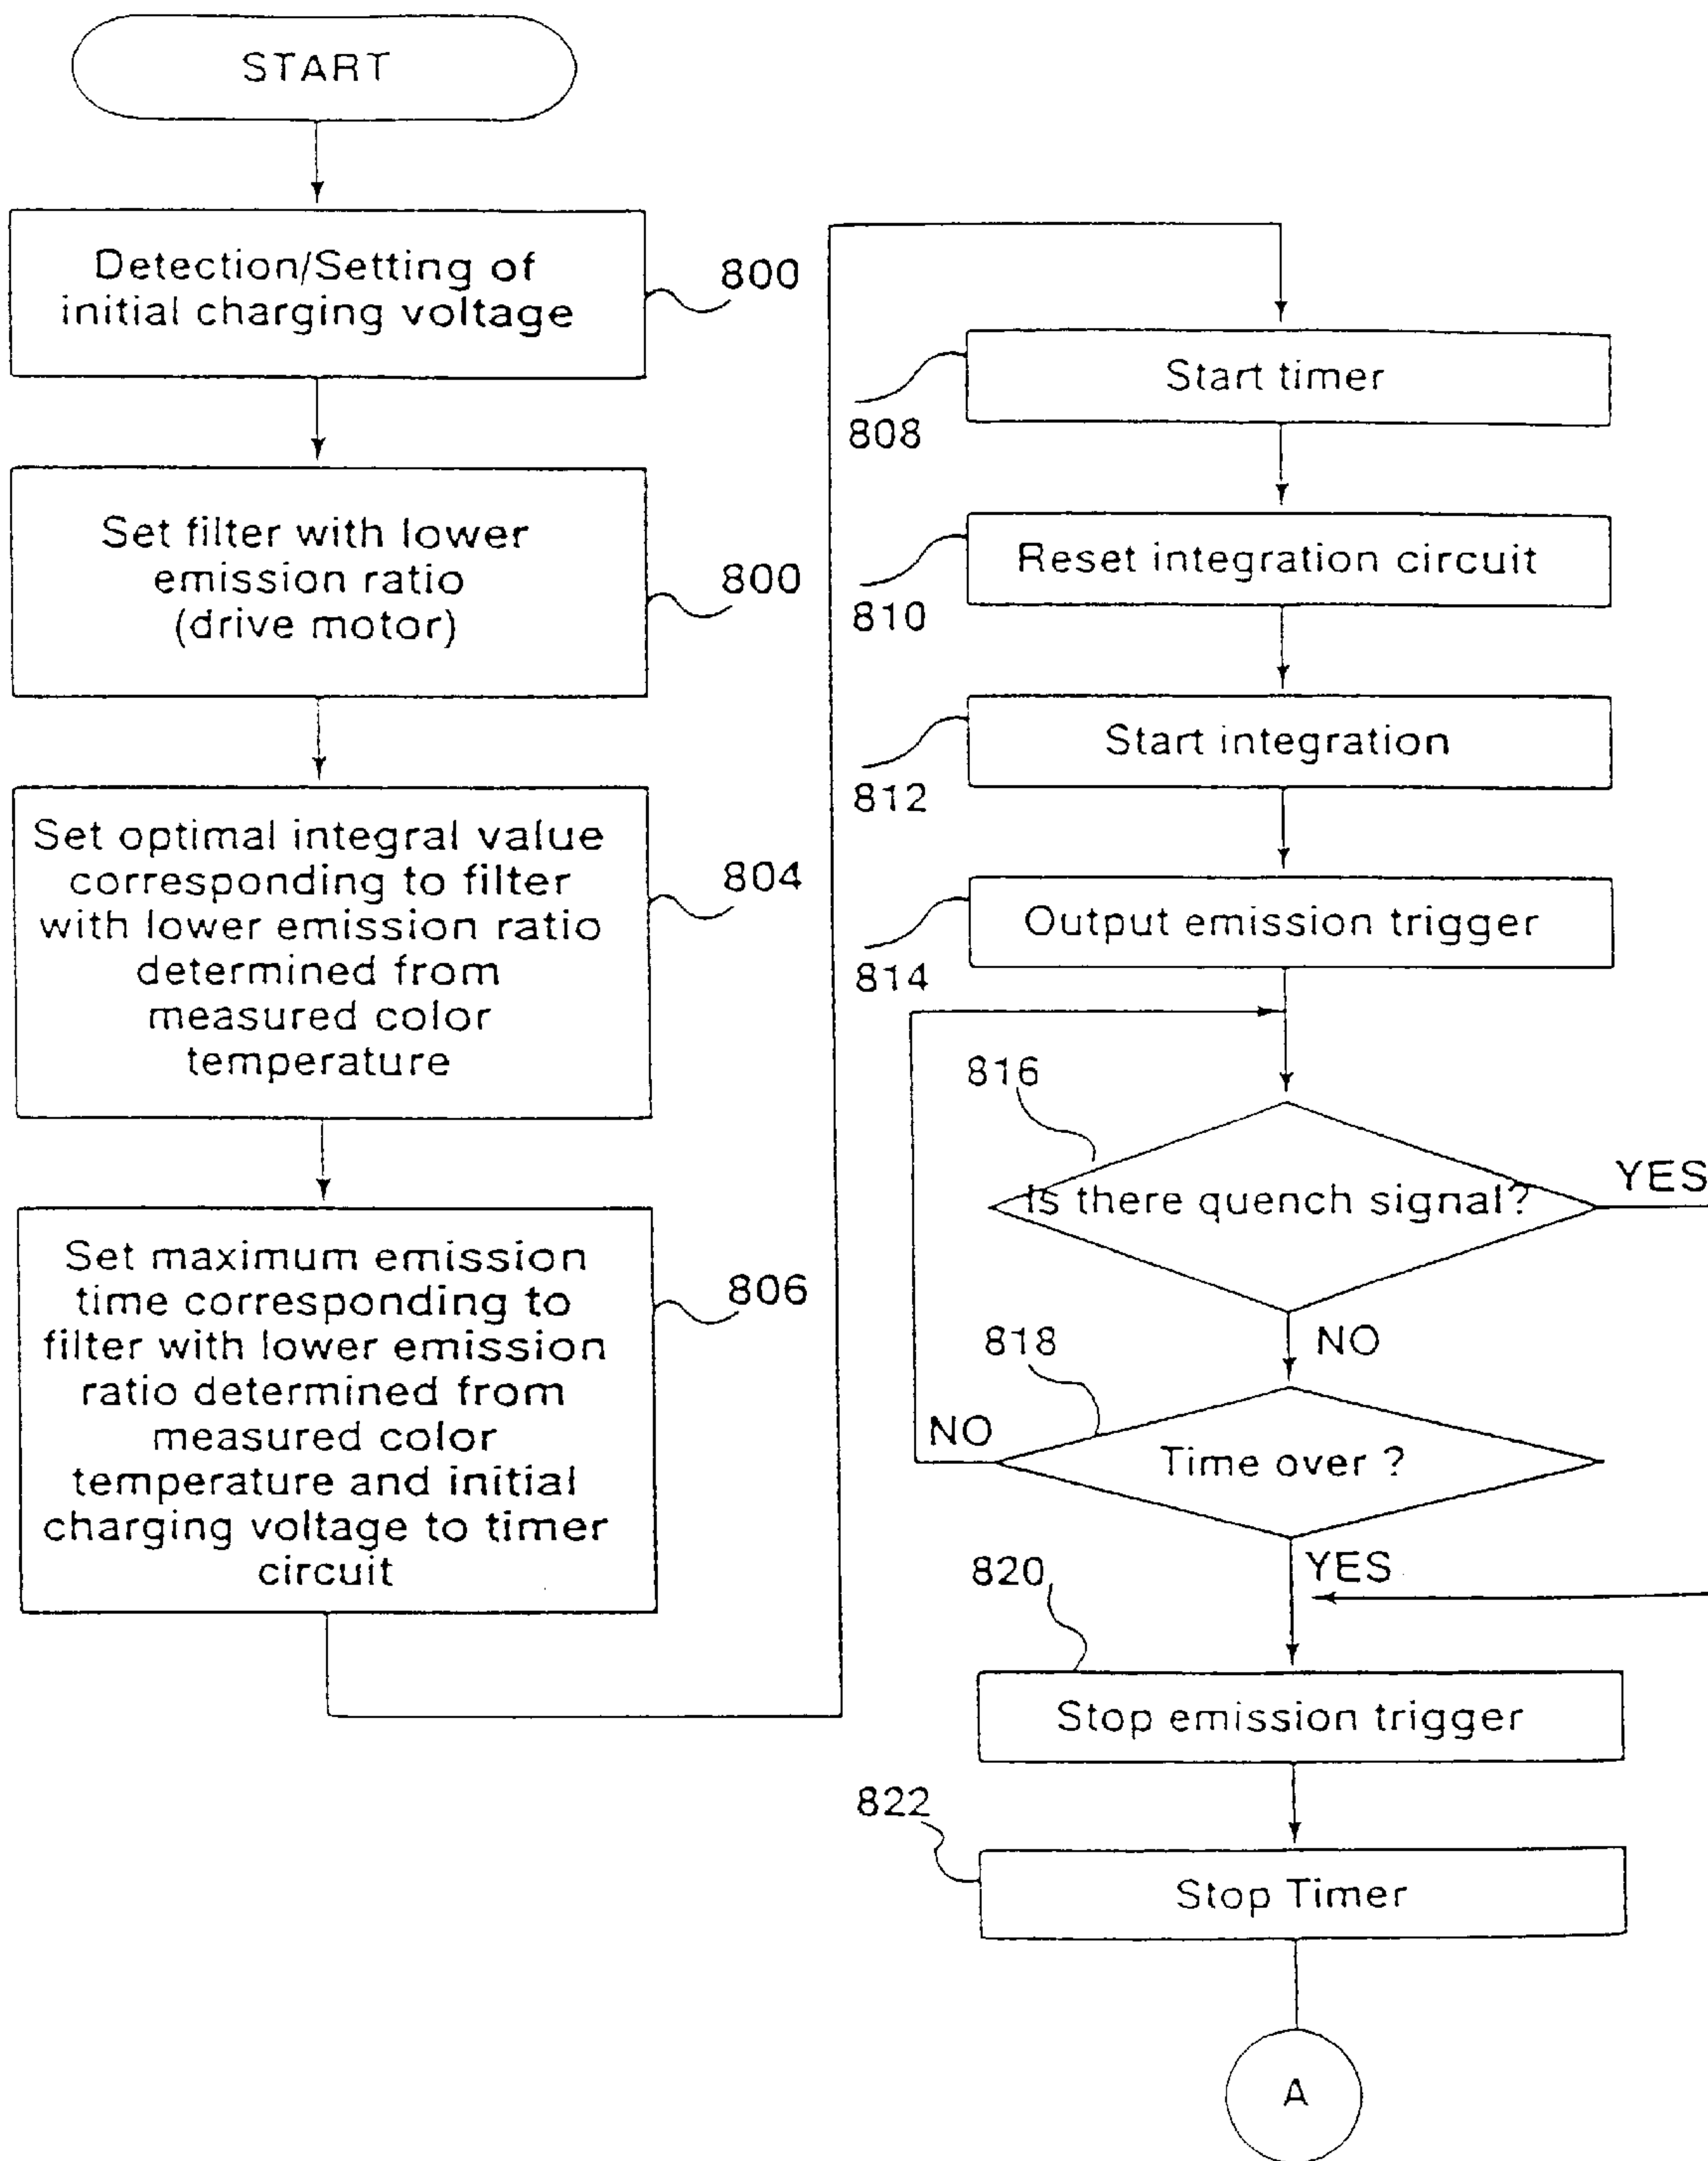 START
Detection/Setting of
initial charging voltage
800
Set filter with lower
emission ratio
(drive motor)
800
Set optimal integral value
corresponding to filter
with lower emission ratio
determined from
measured color
temperature
804
Set maximum emission
time corresponding to
filter with lower emission
ratio determined from
measured color
temperature and initial
charging voltage to timer
circuit
806
Start timer
808
Reset integration circuit
810
Start integration
812
Output emission trigger
814
816
Is there quench signal?
YES
NO
818
NO
Time over ?
YES
820
Stop emission trigger
822
Stop Timer
A